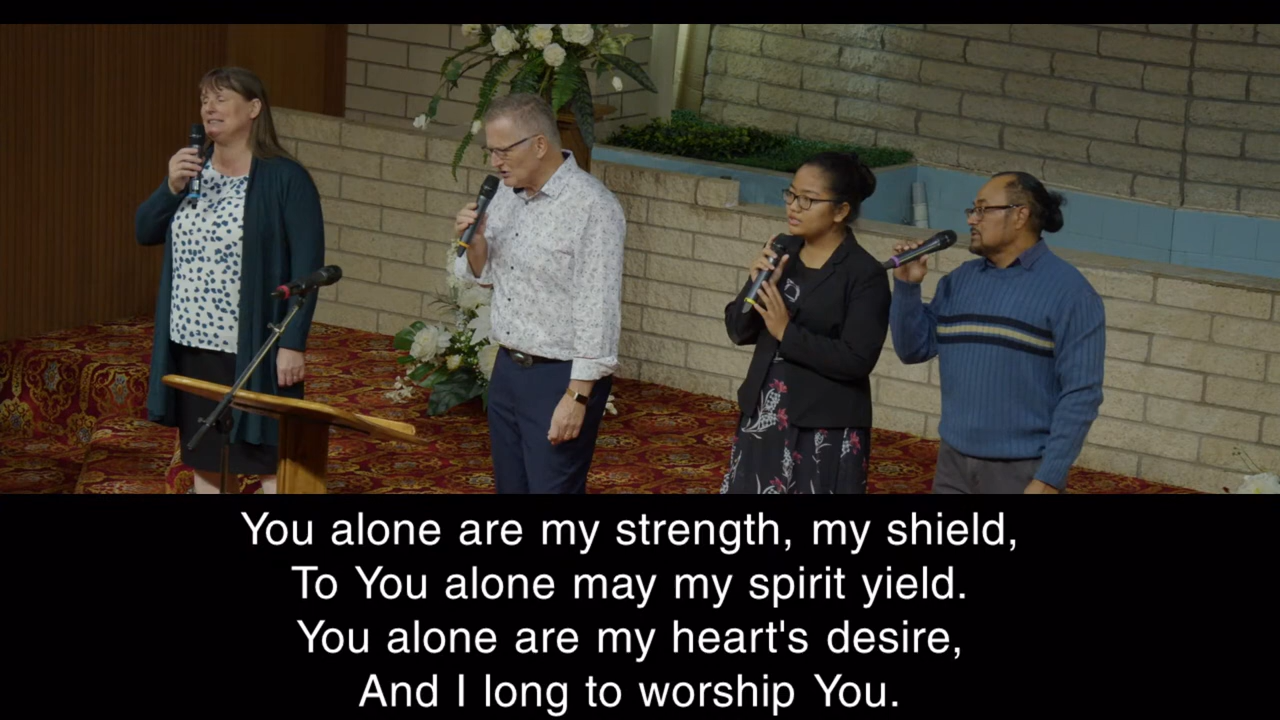 You alone are my strength, my shield,
To You alone may my spirit yield.
You alone are my heart's desire,
And I long to worship You.